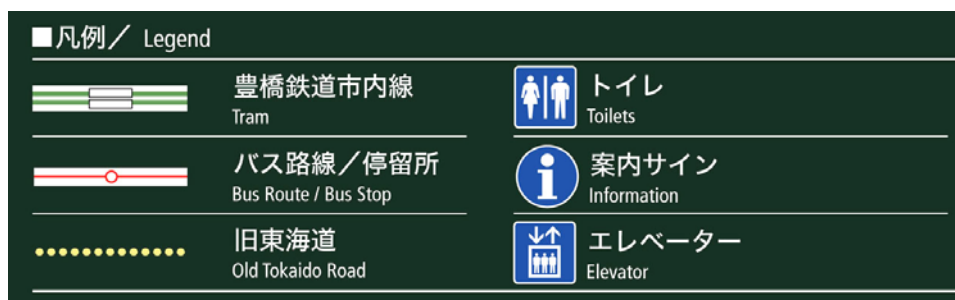 ■凡例／ Legend
豊橋鉄道市内線
Tram
バス路線／停留所
Bus Route / Bus Stop
旧東海道
Old Tokaido Road
トイレ
Toilets
案内サイン
Information
エレベーター
Elevator